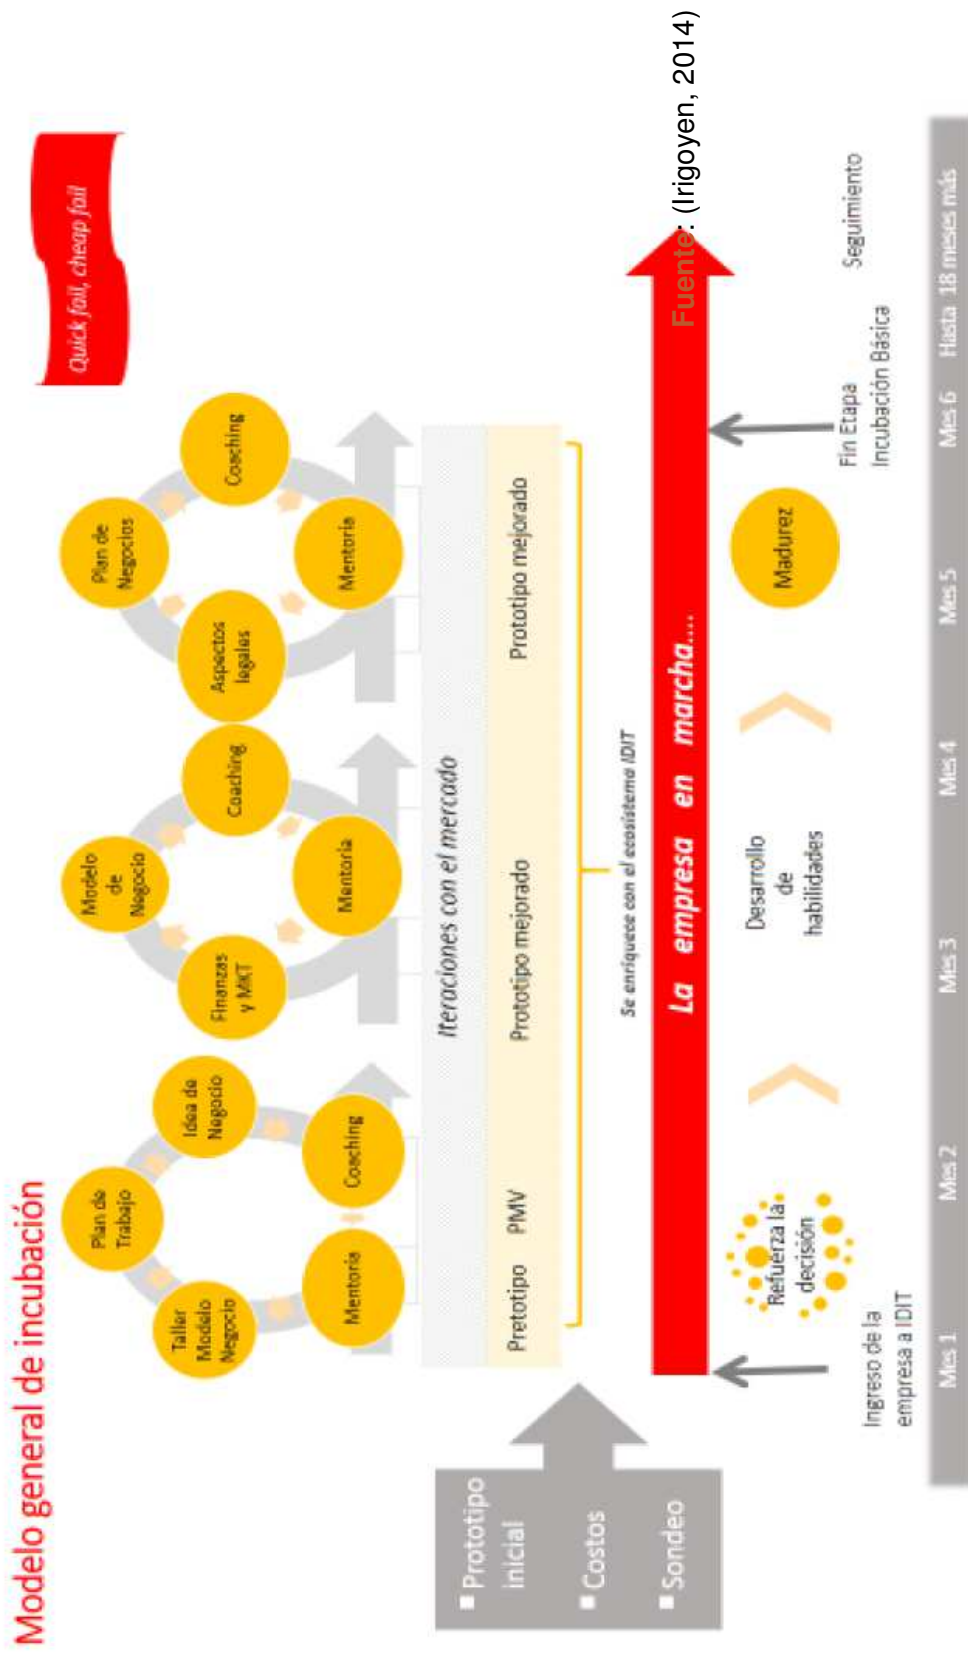 Modelo general de incubación
Quick fail, cheap fail
Plan de
Trabajo
Taller
Modelo
Negocio
Idea de
Negocio
Mentoría
Coaching
Modelo
de
Negocio
Finanzas
y MKT
Coaching
Mentoría
Plan de
Negocios
Aspectos
legales
Coaching
Mentoría
Iteraciones con el mercado
Pretotipo
PMV
Prototipo mejorado
Prototipo mejorado
Prototipo
inicial
Costos
Sondeo
Se enriquece con el ecosistema IDIT
La empresa en marcha....
Fuente: (Irigoyen, 2014)
Refuerza la
decisión
Desarrollo
de
habilidades
Madurez
Ingreso de la
empresa a IDIT
Fin Etapa
Incubación Básica
Seguimiento
Mes 1
Mes 2
Mes 3
Mes 4
Mes 5
Mes 6
Hasta 18 meses más